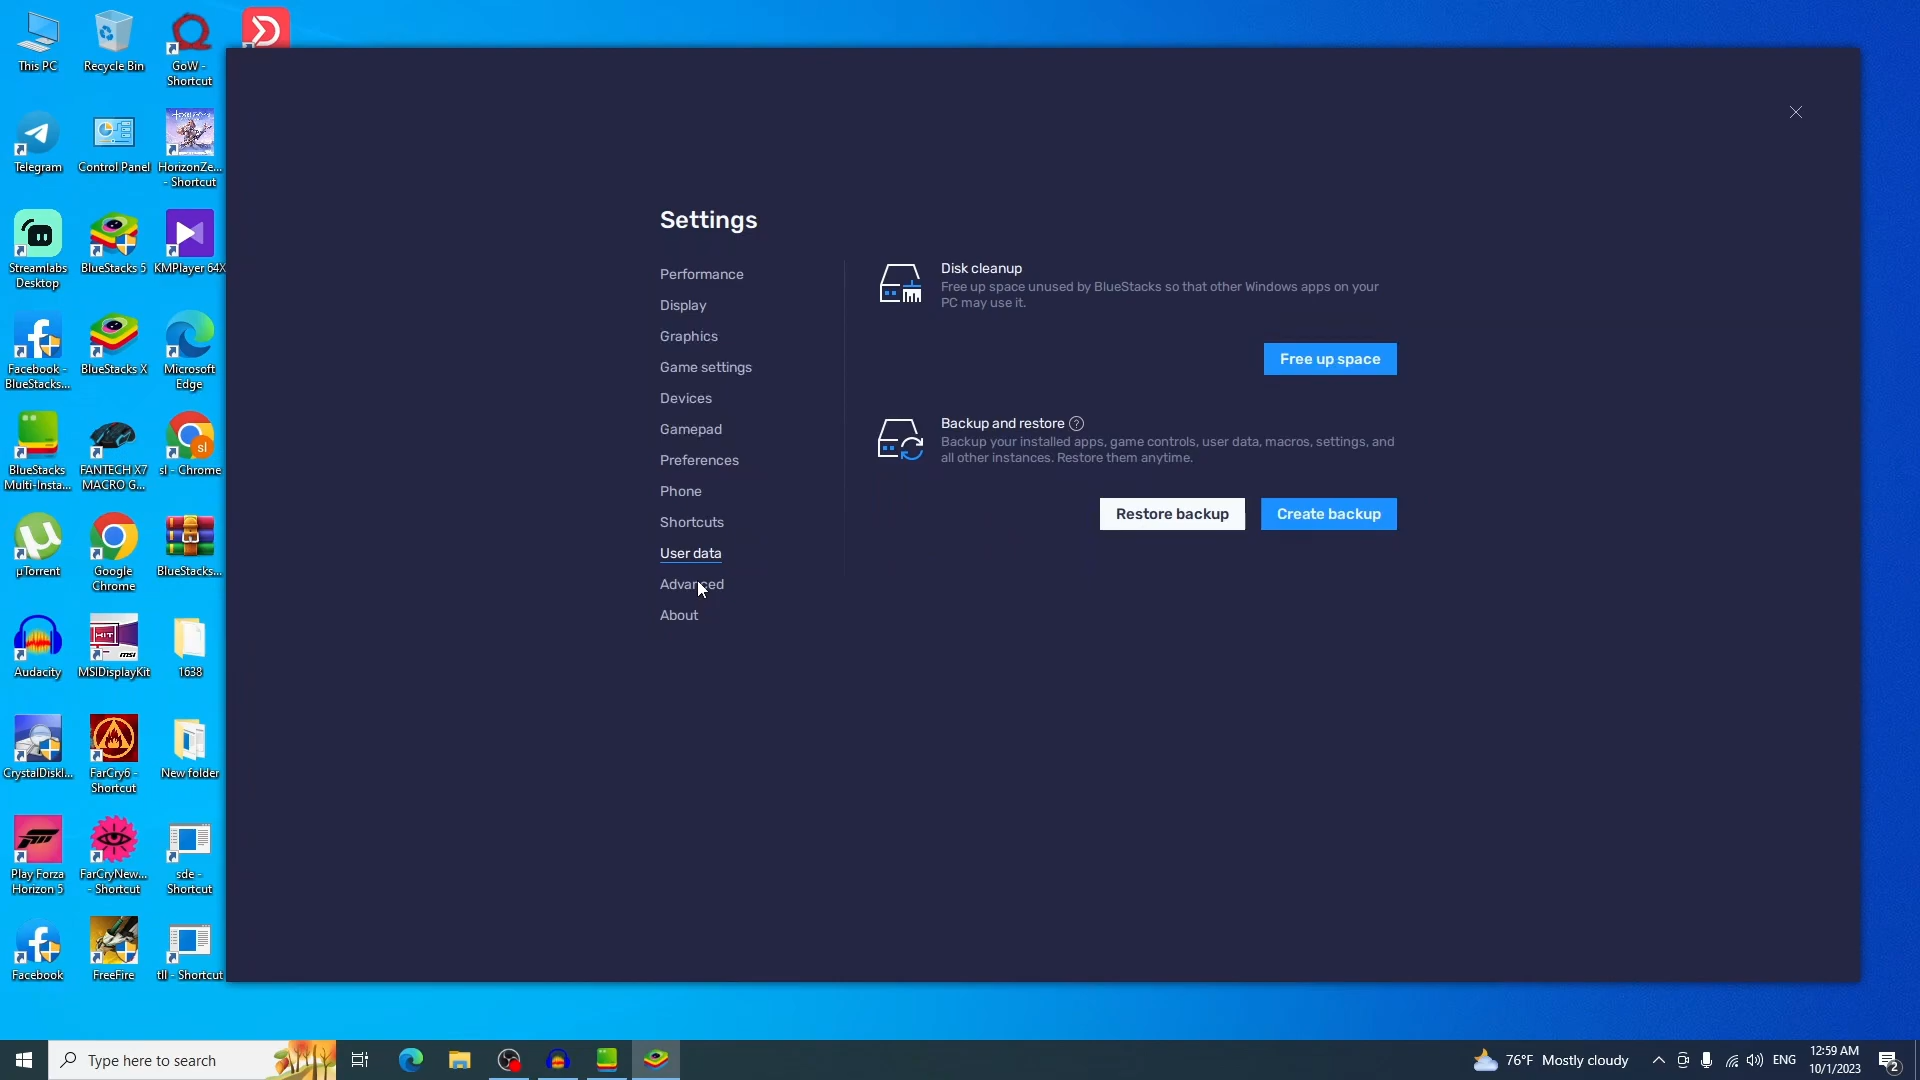 This PC
Recycle Bin
GoW -
Shortcut
Telegram
Control Panel
HorizonZe...
- Shortcut
Streamlabs
Desktop
BlueStacks 5
KMPlayer 64X
Facebook -
BlueStacks...
BlueStacks X
Microsoft
Edge
BlueStacks
Multi-Insta...
FANTECH X7
MACRO G...
sl
sl - Chrome
µTorrent
Google
Chrome
BlueStacks...
Audacity
MSIDisplayKit
1638
CrystalDiskI...
FarCry6 -
Shortcut
New folder
Play Forza
Horizon 5
FarCryNew...
- Shortcut
sde -
Shortcut
Facebook
FreeFire
tll - Shortcut
Settings
Performance
Display
Graphics
Game settings
Devices
Gamepad
Preferences
Phone
Shortcuts
User data
Advanced
About
Disk cleanup
Free up space unused by BlueStacks so that other Windows apps on your
PC may use it.
Free up space
Backup and restore ?
Backup your installed apps, game controls, user data, macros, settings, and
all other instances. Restore them anytime.
Restore backup
Create backup
Type here to search
76°F Mostly cloudy
ENG
12:59 AM
10/1/2023
2